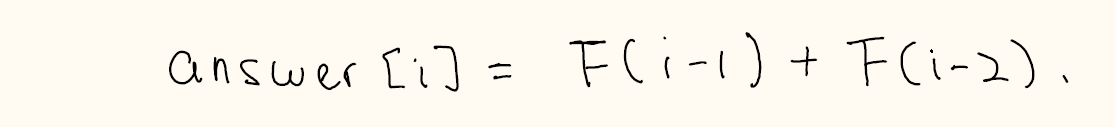 answer [i] = F(i-1) + F(i-2).